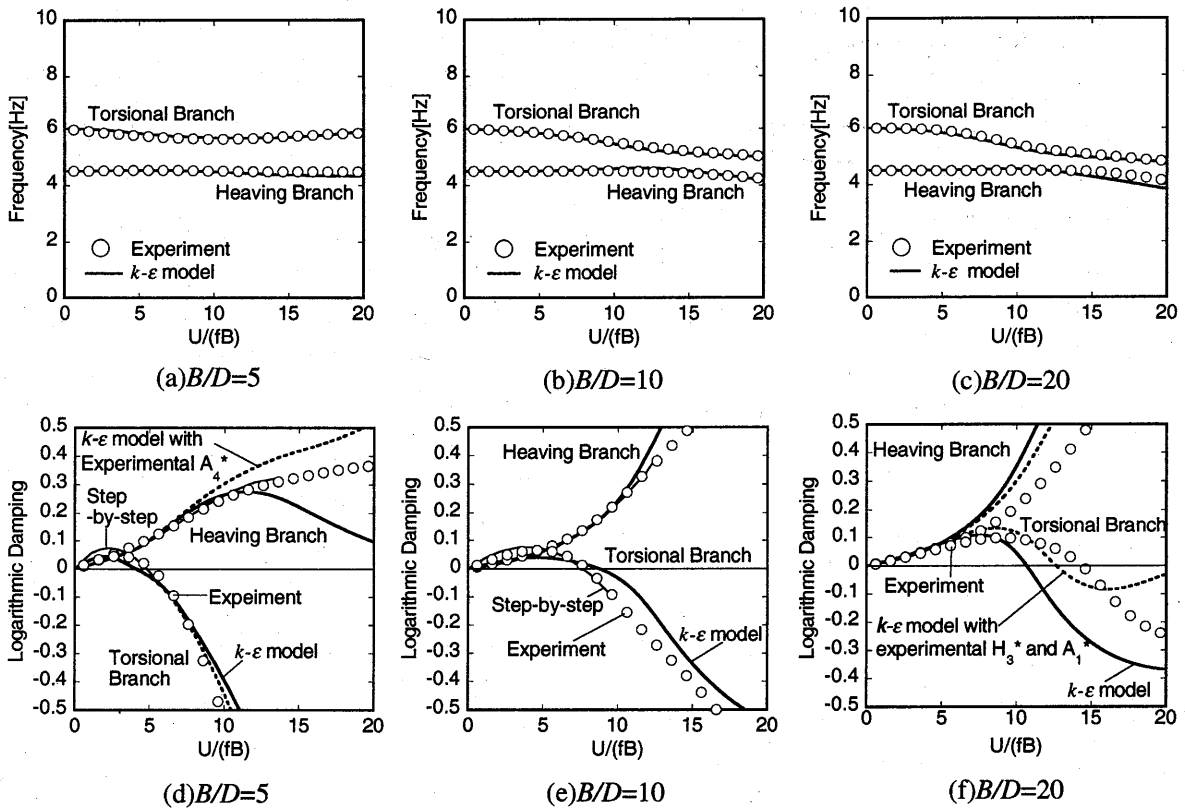 10
8
6
4
2
0
Frequency[Hz]
Torsional Branch
Heaving Branch
Experiment
k-ε model
0 5 10 15 20
U/(fB)
(a)B/D=5
10
8
6
4
2
0
Frequency[Hz]
Torsional Branch
Heaving Branch
Experiment
k-ε model
0 5 10 15 20
U/(fB)
(b)B/D=10
10
8
6
4
2
0
Frequency[Hz]
Torsional Branch
Heaving Branch
Experiment
k-ε model
0 5 10 15 20
U/(fB)
(c)B/D=20
0.5
0.4
0.3
0.2
0.1
0
-0.1
-0.2
-0.3
-0.4
-0.5
Logarithmic Damping
k-ε model with
Experimental A4*
Step
-by-step
Heaving Branch
Expeiment
Torsional
Branch
k-ε model
0 5 10 15 20
U/(fB)
(d)B/D=5
0.5
0.4
0.3
0.2
0.1
0
-0.1
-0.2
-0.3
-0.4
-0.5
Logarithmic Damping
Heaving Branch
Torsional Branch
Step-by-step
Experiment
k-ε model
0 5 10 15 20
U/(fB)
(e)B/D=10
0.5
0.4
0.3
0.2
0.1
0
-0.1
-0.2
-0.3
-0.4
-0.5
Logarithmic Damping
Heaving Branch
Torsional Branch
Experiment
k-ε model with
experimental H3* and A1*
k-ε model
0 5 10 15 20
U/(fB)
(f)B/D=20